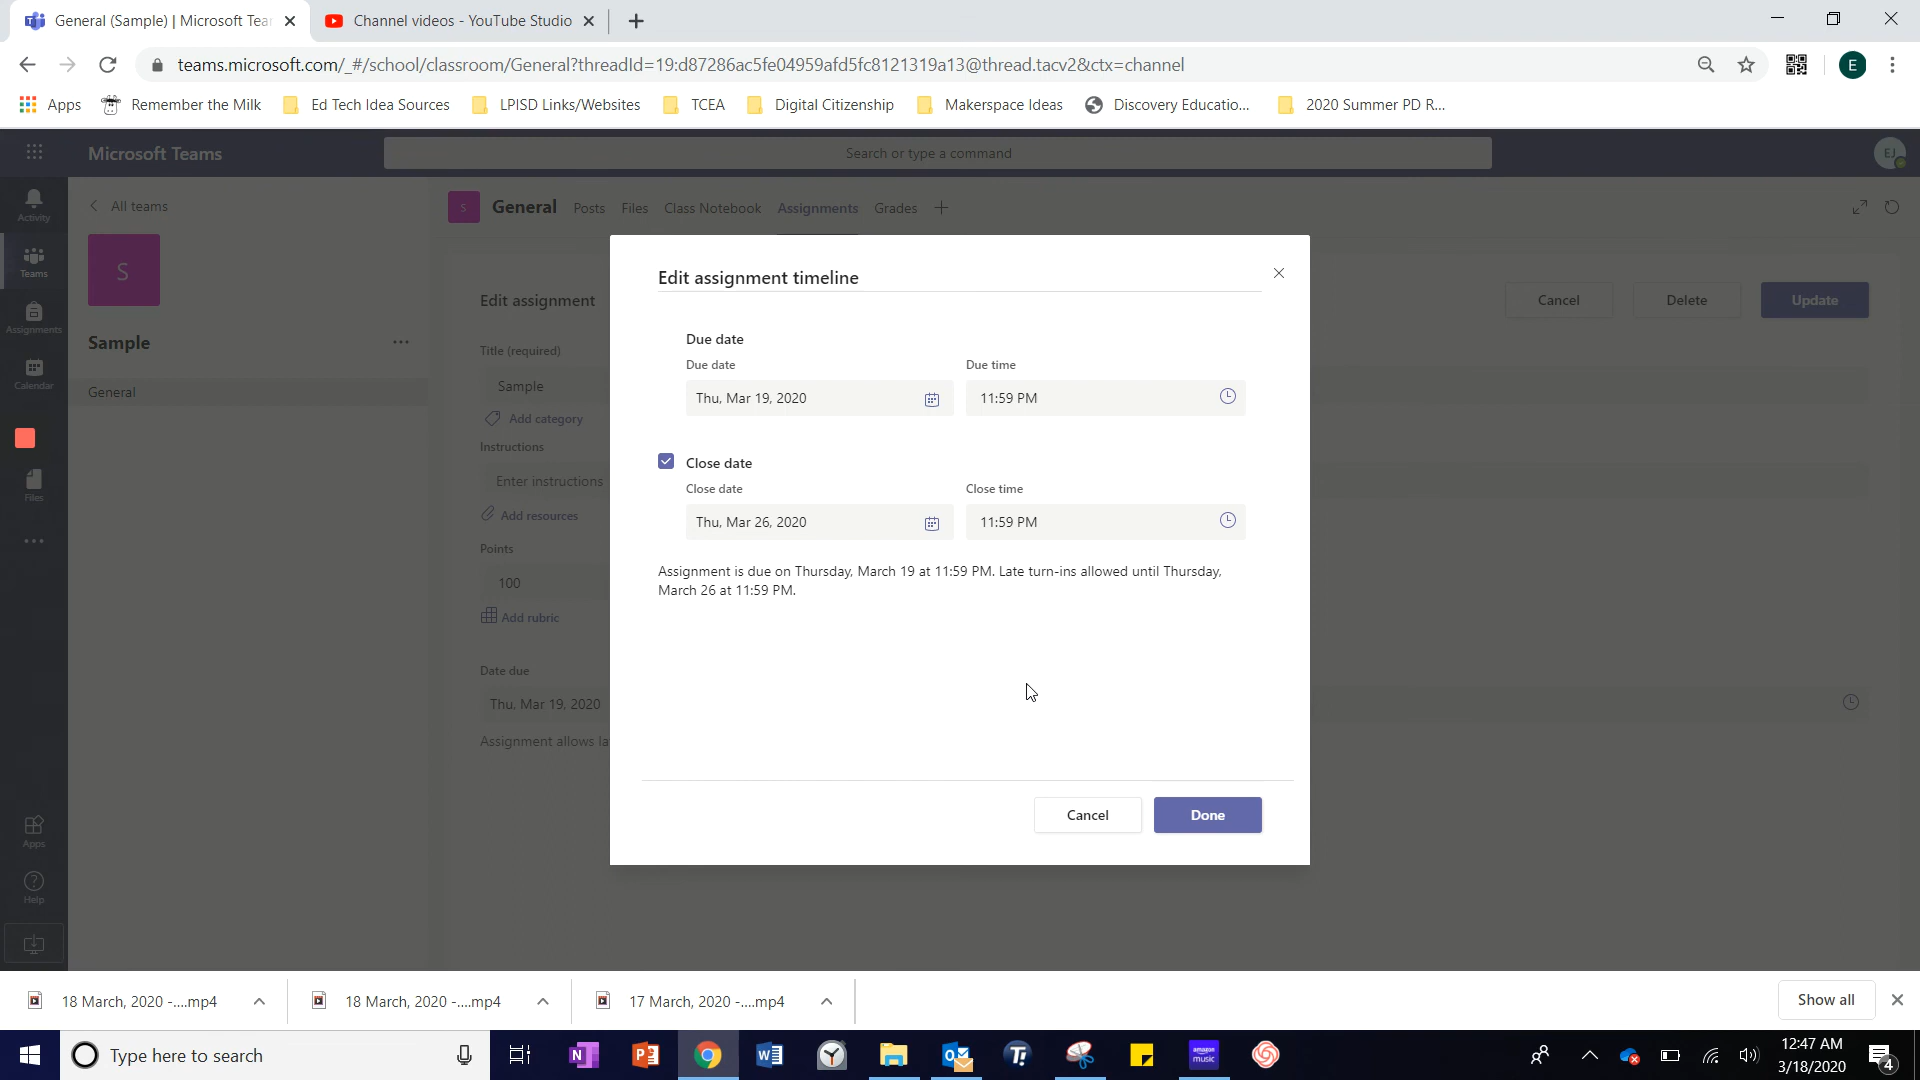 General (Sample) | Microsoft Tea
Channel videos - YouTube Studio
teams.microsoft.com/_#/school/classroom/General?threadId=19:d87286ac5fe04959afd5fc8121319a13@thread.tacv2&ctx=channel
E
Apps
Remember the Milk
Ed Tech Idea Sources
LPISD Links/Websites
TCEA
Digital Citizenship
Makerspace Ideas
Discovery Educatio...
2020 Summer PD R...
Microsoft Teams
Search or type a command
EJ
Activity
All teams
S
General
Posts
Files
Class Notebook
Assignments
Grades
Teams
S
Assignments
Sample
Calendar
General
Files
Apps
Help
Edit assignment
Cancel
Delete
Update
Title (required)
Sample
Add category
Instructions
Enter instructions
Add resources
Points
100
Add rubric
Date due
Thu, Mar 19, 2020
Assignment allows la
Edit assignment timeline
Due date
Due date
Due time
Thu, Mar 19, 2020
11:59 PM
Close date
Close date
Close time
Thu, Mar 26, 2020
11:59 PM
Assignment is due on Thursday, March 19 at 11:59 PM. Late turn-ins allowed until Thursday,
March 26 at 11:59 PM.
Cancel
Done
18 March, 2020 -....mp4
18 March, 2020 -....mp4
17 March, 2020 -....mp4
Show all
Type here to search
N
P
W
O
T
amazon
music
12:47 AM
3/18/2020
4